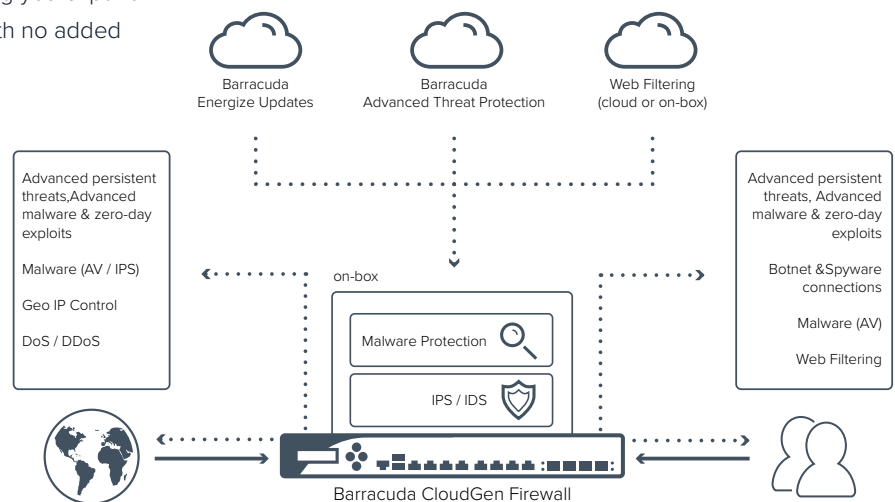 th no added
Barracuda
Energize Updates
Barracuda
Advanced Threat Protection
Web Filtering
(cloud or on-box)
Advanced persistent
threats,Advanced
malware & zero-day
exploits
Malware (AV / IPS)
Geo IP Control
DoS / DDoS
on-box
Malware Protection
IPS / IDS
Advanced persistent
threats, Advanced
malware & zero-day
exploits
Botnet &Spyware
connections
Malware (AV)
Web Filtering
Barracuda CloudGen Firewall